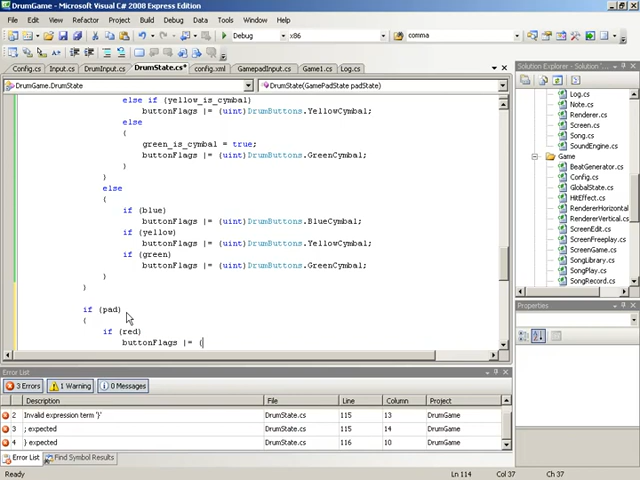 DrumGame - Microsoft Visual C# 2008 Express Edition
File Edit View Refactor Project Build Debug Data Tools Window Help
Debug x86 comma
Config.cs Input.cs DrumInput.cs DrumState.cs* config.xml GamepadInput.cs Game1.cs Log.cs
DrumGame.DrumState DrumState(GamePadState padState)
else if (yellow_is_cymbal)
buttonFlags |= (uint)DrumButtons.YellowCymbal;
else
{
green_is_cymbal = true;
buttonFlags |= (uint)DrumButtons.GreenCymbal;
}
}
else
{
if (blue)
buttonFlags |= (uint)DrumButtons.BlueCymbal;
if (yellow)
buttonFlags |= (uint)DrumButtons.YellowCymbal;
if (green)
buttonFlags |= (uint)DrumButtons.GreenCymbal;
}
}
if (pad)
{
if (red)
buttonFlags |= (
Solution Explorer - Solution '...
Log.cs
Note.cs
Renderer.cs
Screen.cs
Song.cs
SoundEngine.cs
Game
BeatGenerator.cs
Config.cs
GlobalState.cs
HitEffect.cs
RendererHorizontal
RendererVertical.cs
ScreenEdit.cs
ScreenFreeplay.cs
ScreenGame.cs
SongLibrary.cs
SongPlay.cs
SongRecord.cs
Properties
Error List
3 Errors 1 Warning 0 Messages
Description File Line Column Project
2 Invalid expression term '}' DrumState.cs 115 13 DrumGame
3 ; expected DrumState.cs 115 14 DrumGame
4 } expected DrumState.cs 116 10 DrumGame
Error List Find Symbol Results
Ready Ln 114 Col 37 Ch 37